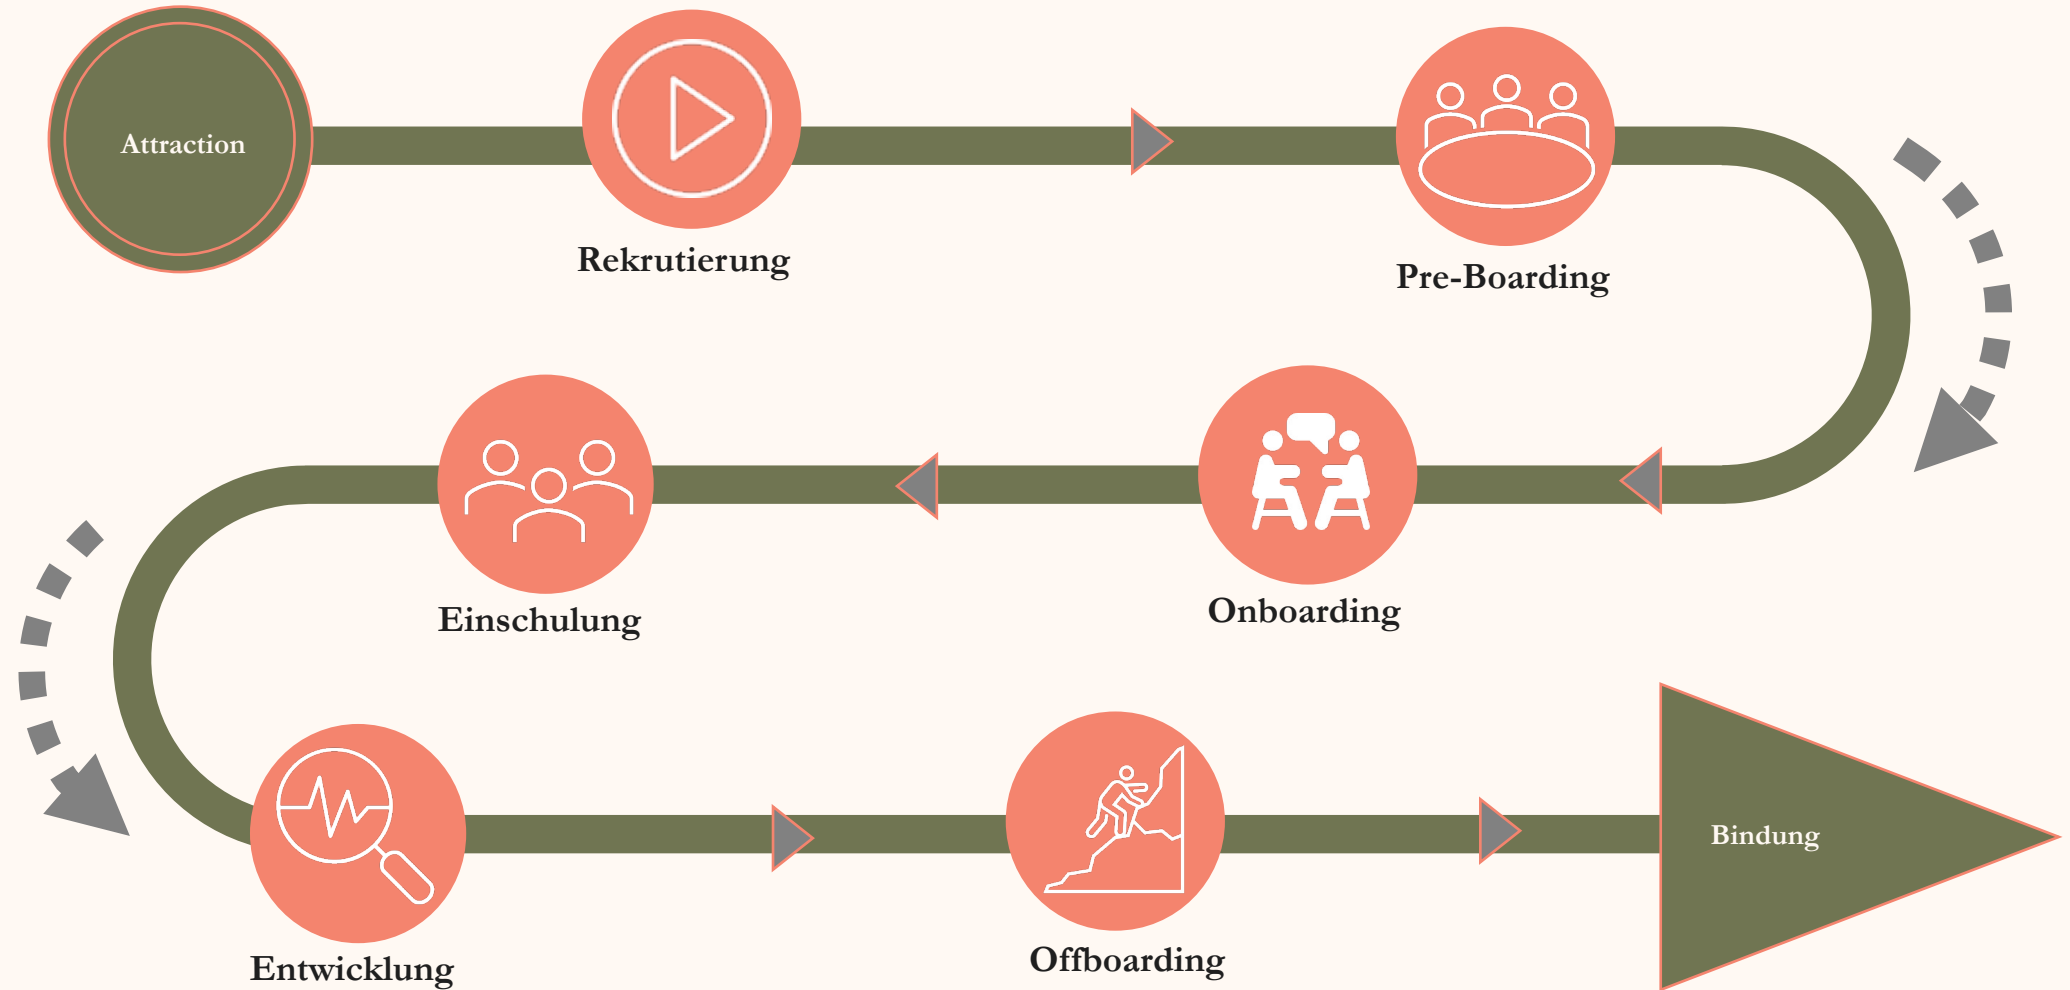 Attraction
Rekrutierung
Pre-Boarding
Onboarding
Einschulung
Entwicklung
Offboarding
Bindung